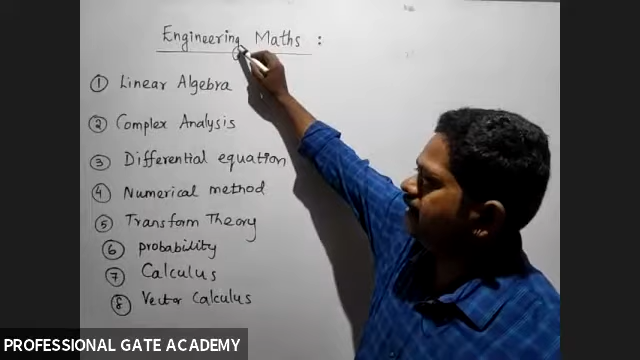 Engineering Maths :
① Linear Algebra
② Complex Analysis
③ Differential equation
④ Numerical method
⑤ Transform Theory
⑥ probability
⑦ Calculus
⑧ Vector Calculus
PROFESSIONAL GATE ACADEMY